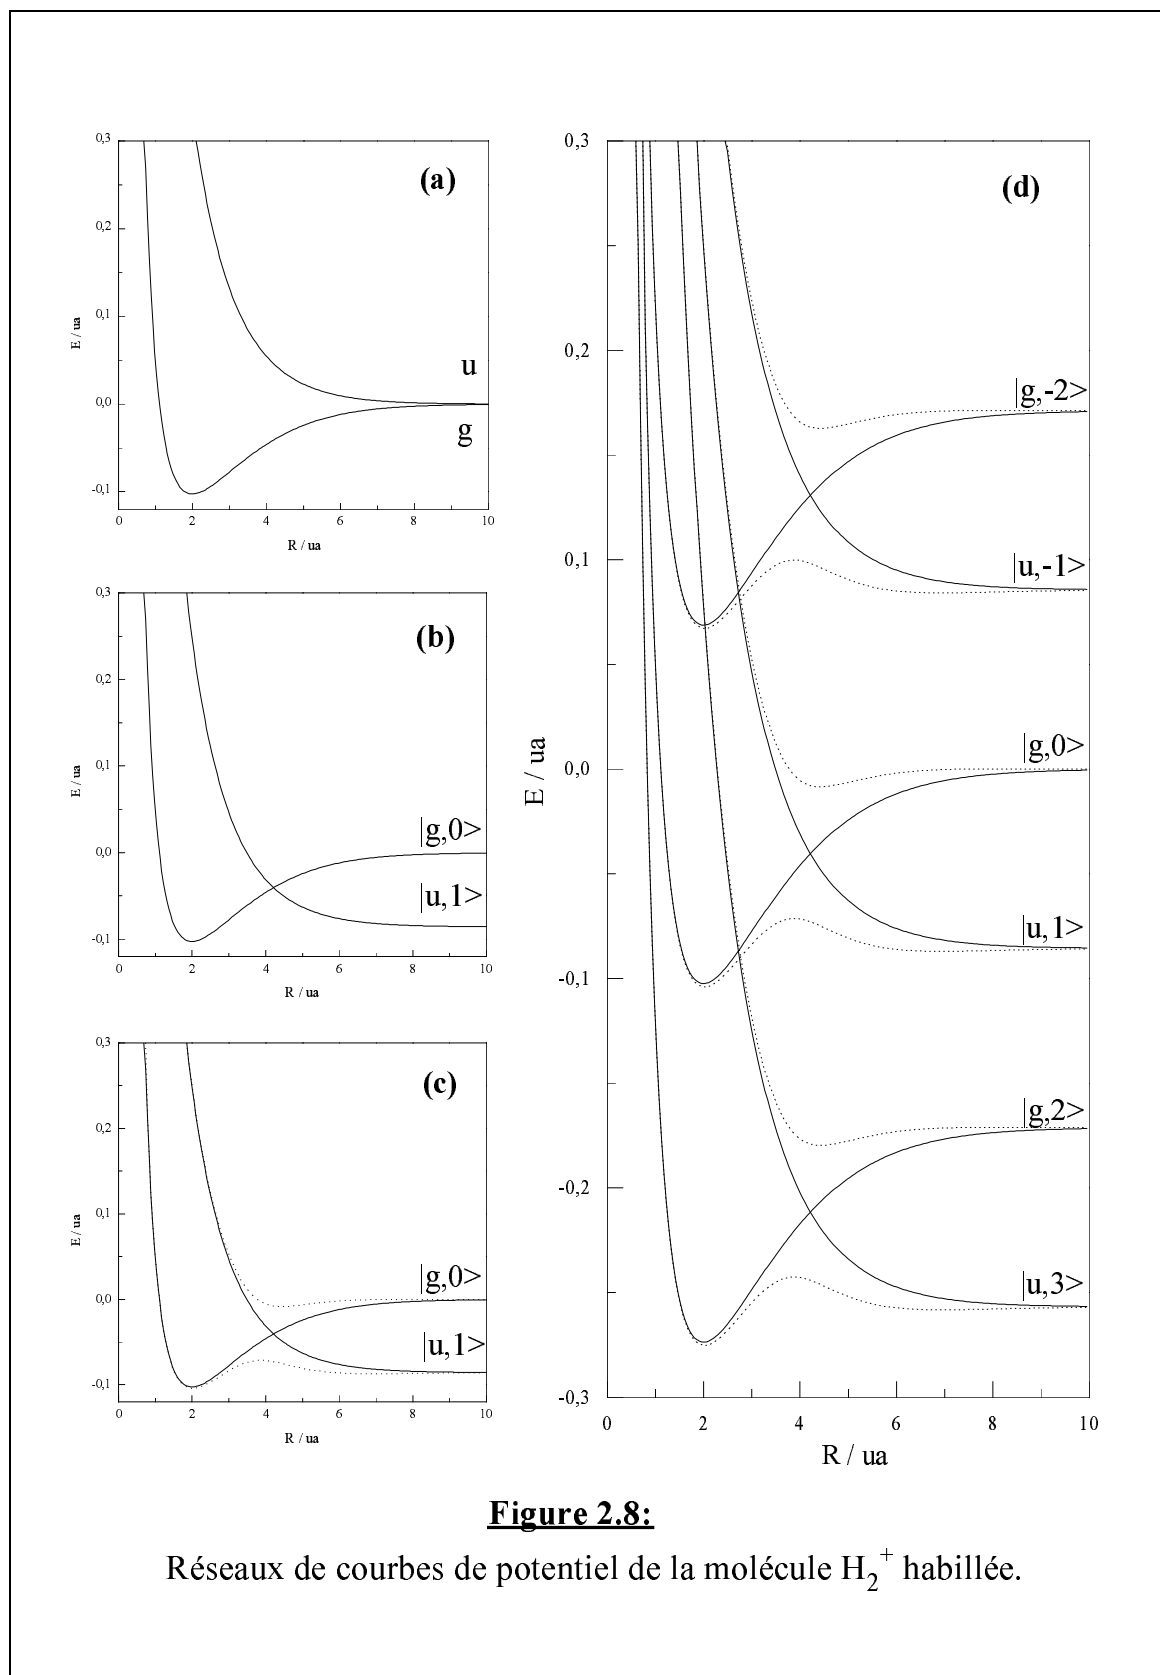 0,3
(a)
0,2
0,1
E / ua
u
0,0
g
-0,1
0 2 4 6 8 10
R / ua
0,3
(b)
0,2
0,1
E / ua
|g,0>
0,0
|u,1>
-0,1
0 2 4 6 8 10
R / ua
0,3
(c)
0,2
0,1
E / ua
|g,0>
0,0
|u,1>
-0,1
0 2 4 6 8 10
R / ua
0,3
(d)
0,2
|g,-2>
0,1
|u,-1>
|g,0>
0,0
E / ua
|u,1>
-0,1
|g,2>
-0,2
|u,3>
-0,3
0 2 4 6 8 10
R / ua
Figure 2.8:
Réseaux de courbes de potentiel de la molécule H₂⁺ habillée.